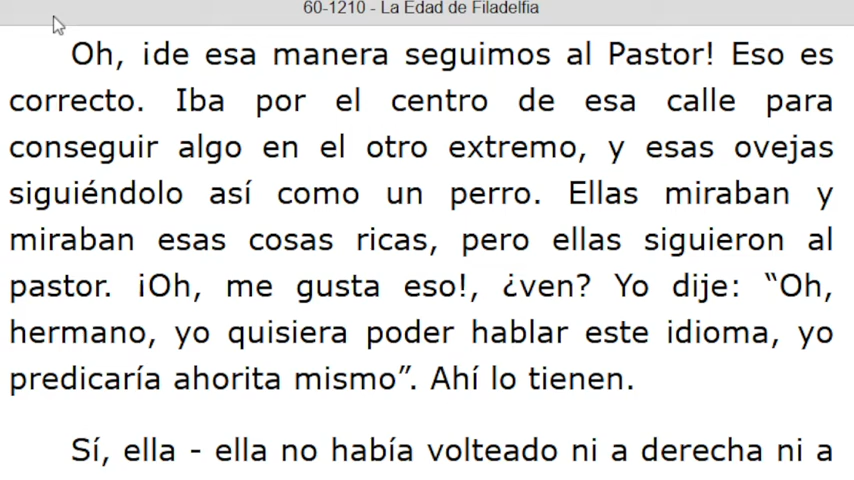 60-1210 - La Edad de Filadelfia
Oh, ¡de esa manera seguimos al Pastor! Eso es
correcto. Iba por el centro de esa calle para
conseguir algo en el otro extremo, y esas ovejas
siguiéndolo así como un perro. Ellas miraban y
miraban esas cosas ricas, pero ellas siguieron al
pastor. ¡Oh, me gusta eso!, ¿ven? Yo dije: “Oh,
hermano, yo quisiera poder hablar este idioma, yo
predicaría ahorita mismo”. Ahí lo tienen.
Sí, ella - ella no había volteado ni a derecha ni a